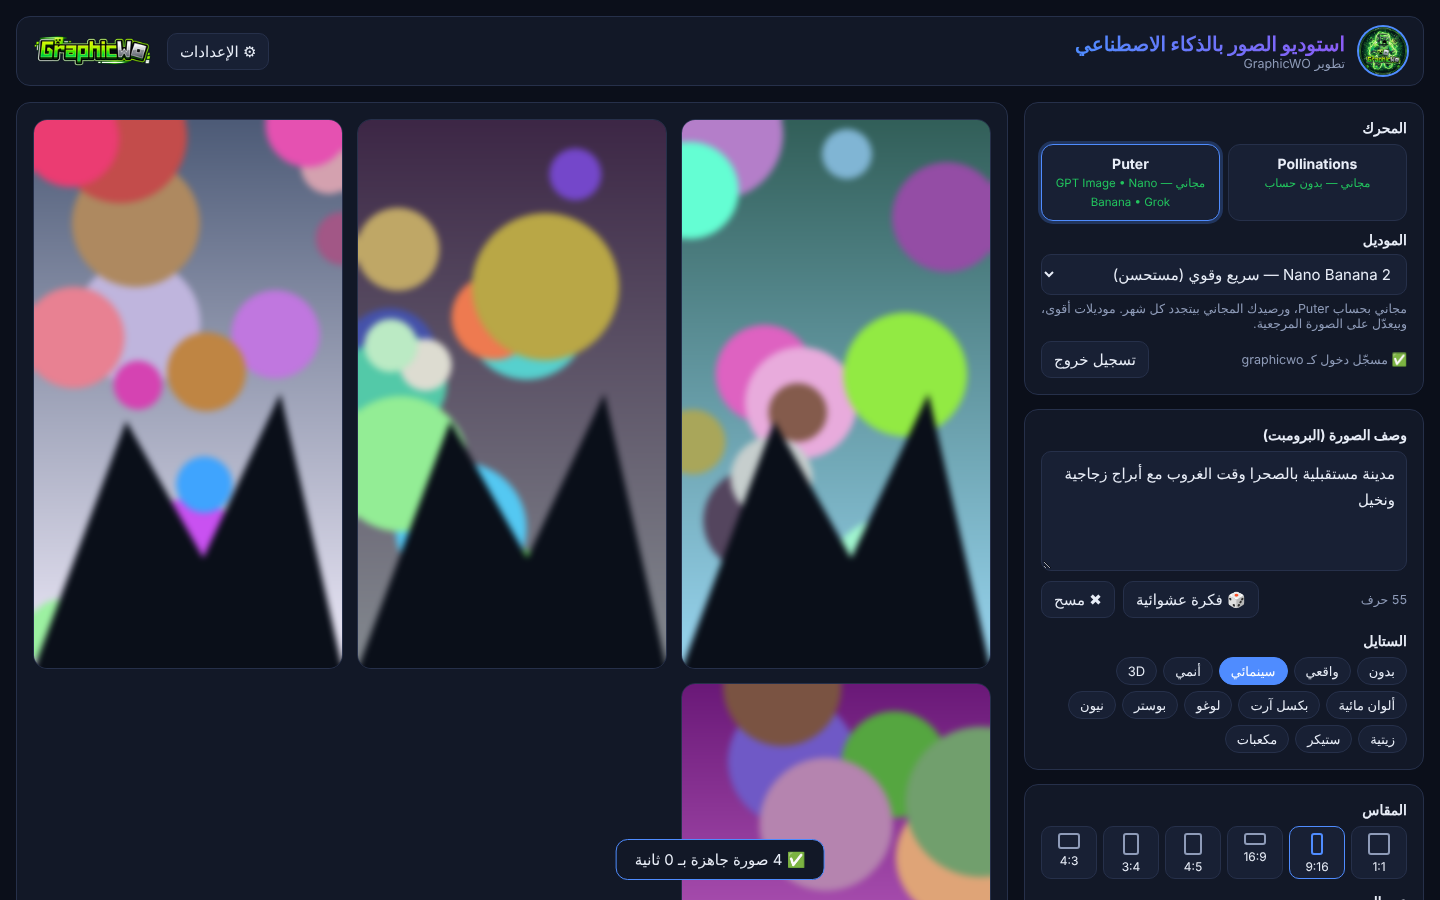 استوديو الصور بالذكاء الاصطناعي
تطوير GraphicWO
⚙ الإعدادات
GraphicWO
المحرك
Pollinations
مجاني — بدون حساب
Puter
مجاني — GPT Image • Nano
Banana • Grok
الموديل
Nano Banana 2 — سريع وقوي (مستحسن)
مجاني بحساب Puter، ورصيدك المجاني بيتجدد كل شهر. موديلات أقوى،
وبيعدّل على الصورة المرجعية.
✅ مسجّل دخول كـ graphicwo
تسجيل خروج
وصف الصورة (البرومبت)
مدينة مستقبلية بالصحرا وقت الغروب مع أبراج زجاجية
ونخيل
55 حرف
🎲 فكرة عشوائية
✖ مسح
الستايل
بدون
واقعي
سينمائي
أنمي
3D
ألوان مائية
بكسل آرت
لوغو
بوستر
نيون
زيتية
ستيكر
مكعبات
المقاس
1:1
9:16
16:9
4:5
3:4
4:3
✅ 4 صورة جاهزة بـ 0 ثانية